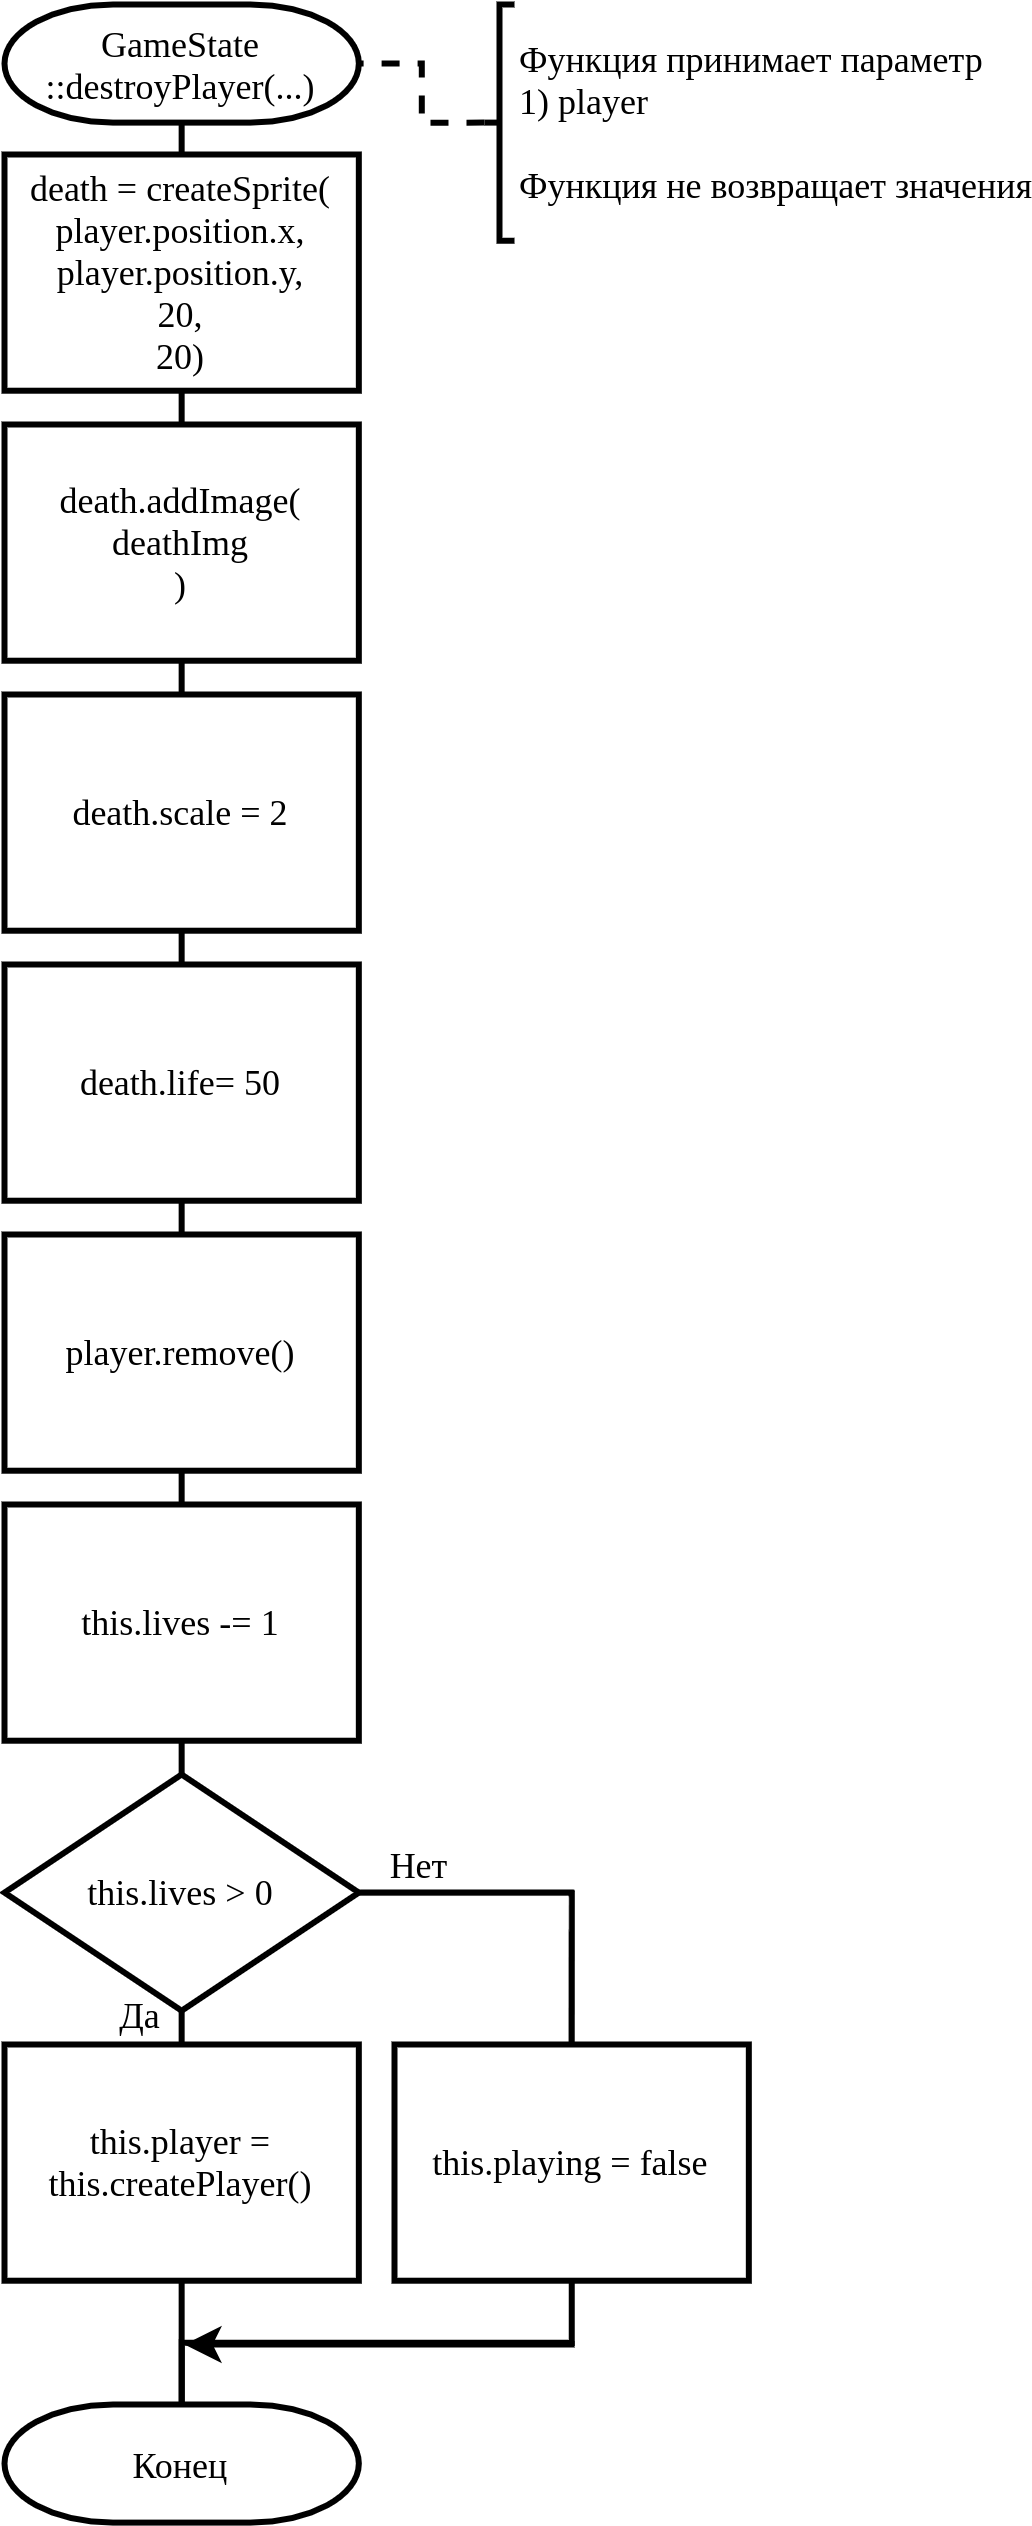 GameState
::destroyPlayer(...)
Функция принимает параметр
1) player
Функция не возвращает значения
death = createSprite(
player.position.x,
player.position.y,
20,
20)
death.addImage(
deathImg
)
death.scale = 2
death.life= 50
player.remove()
this.lives -= 1
this.lives > 0
Нет
Да
this.player =
this.createPlayer()
this.playing = false
Конец